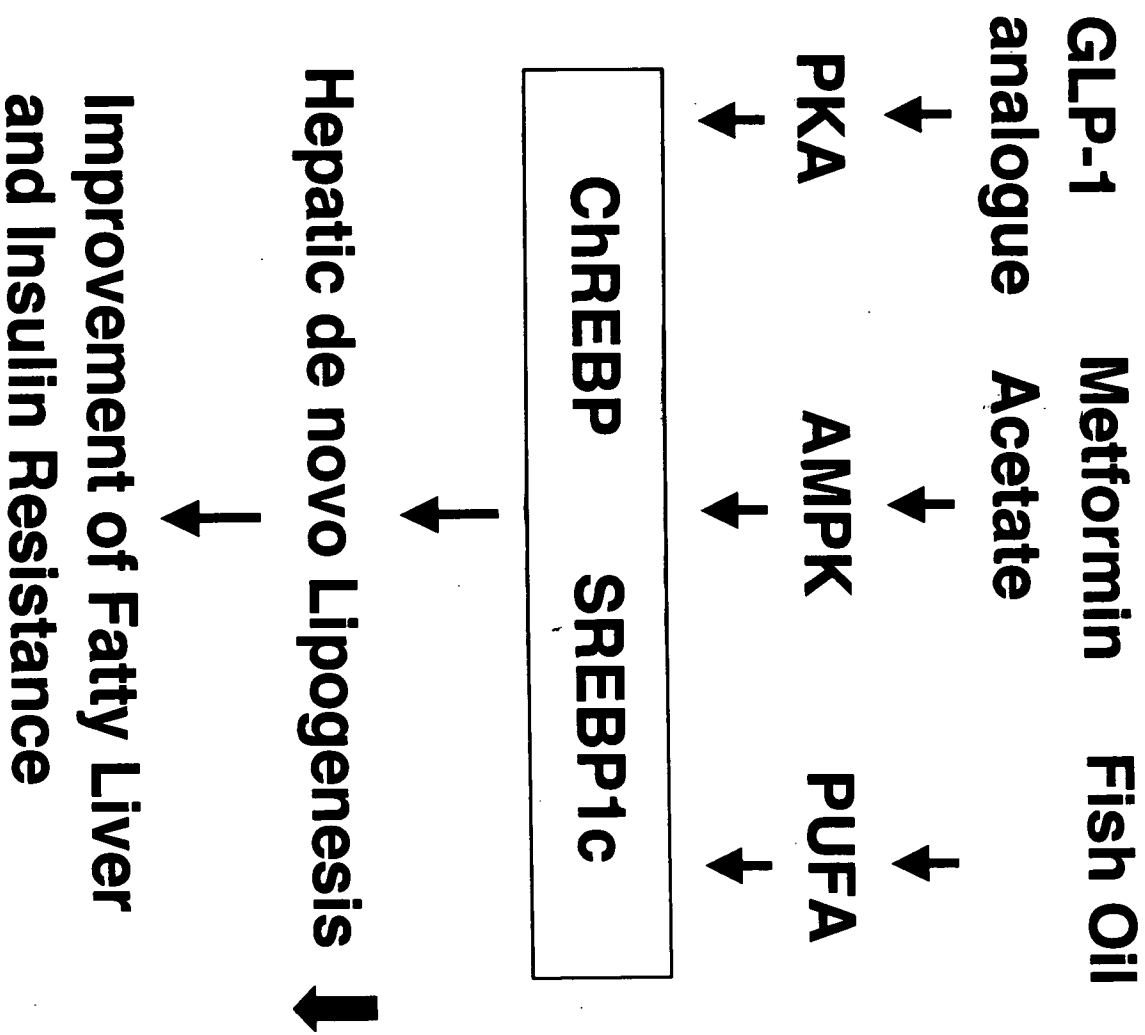 GLP-1
analogue
Metformin
Acetate
Fish Oil
PKA
AMPK
PUFA
ChREBP
SREBP1c
Hepatic de novo Lipogenesis
Improvement of Fatty Liver
and Insulin Resistance